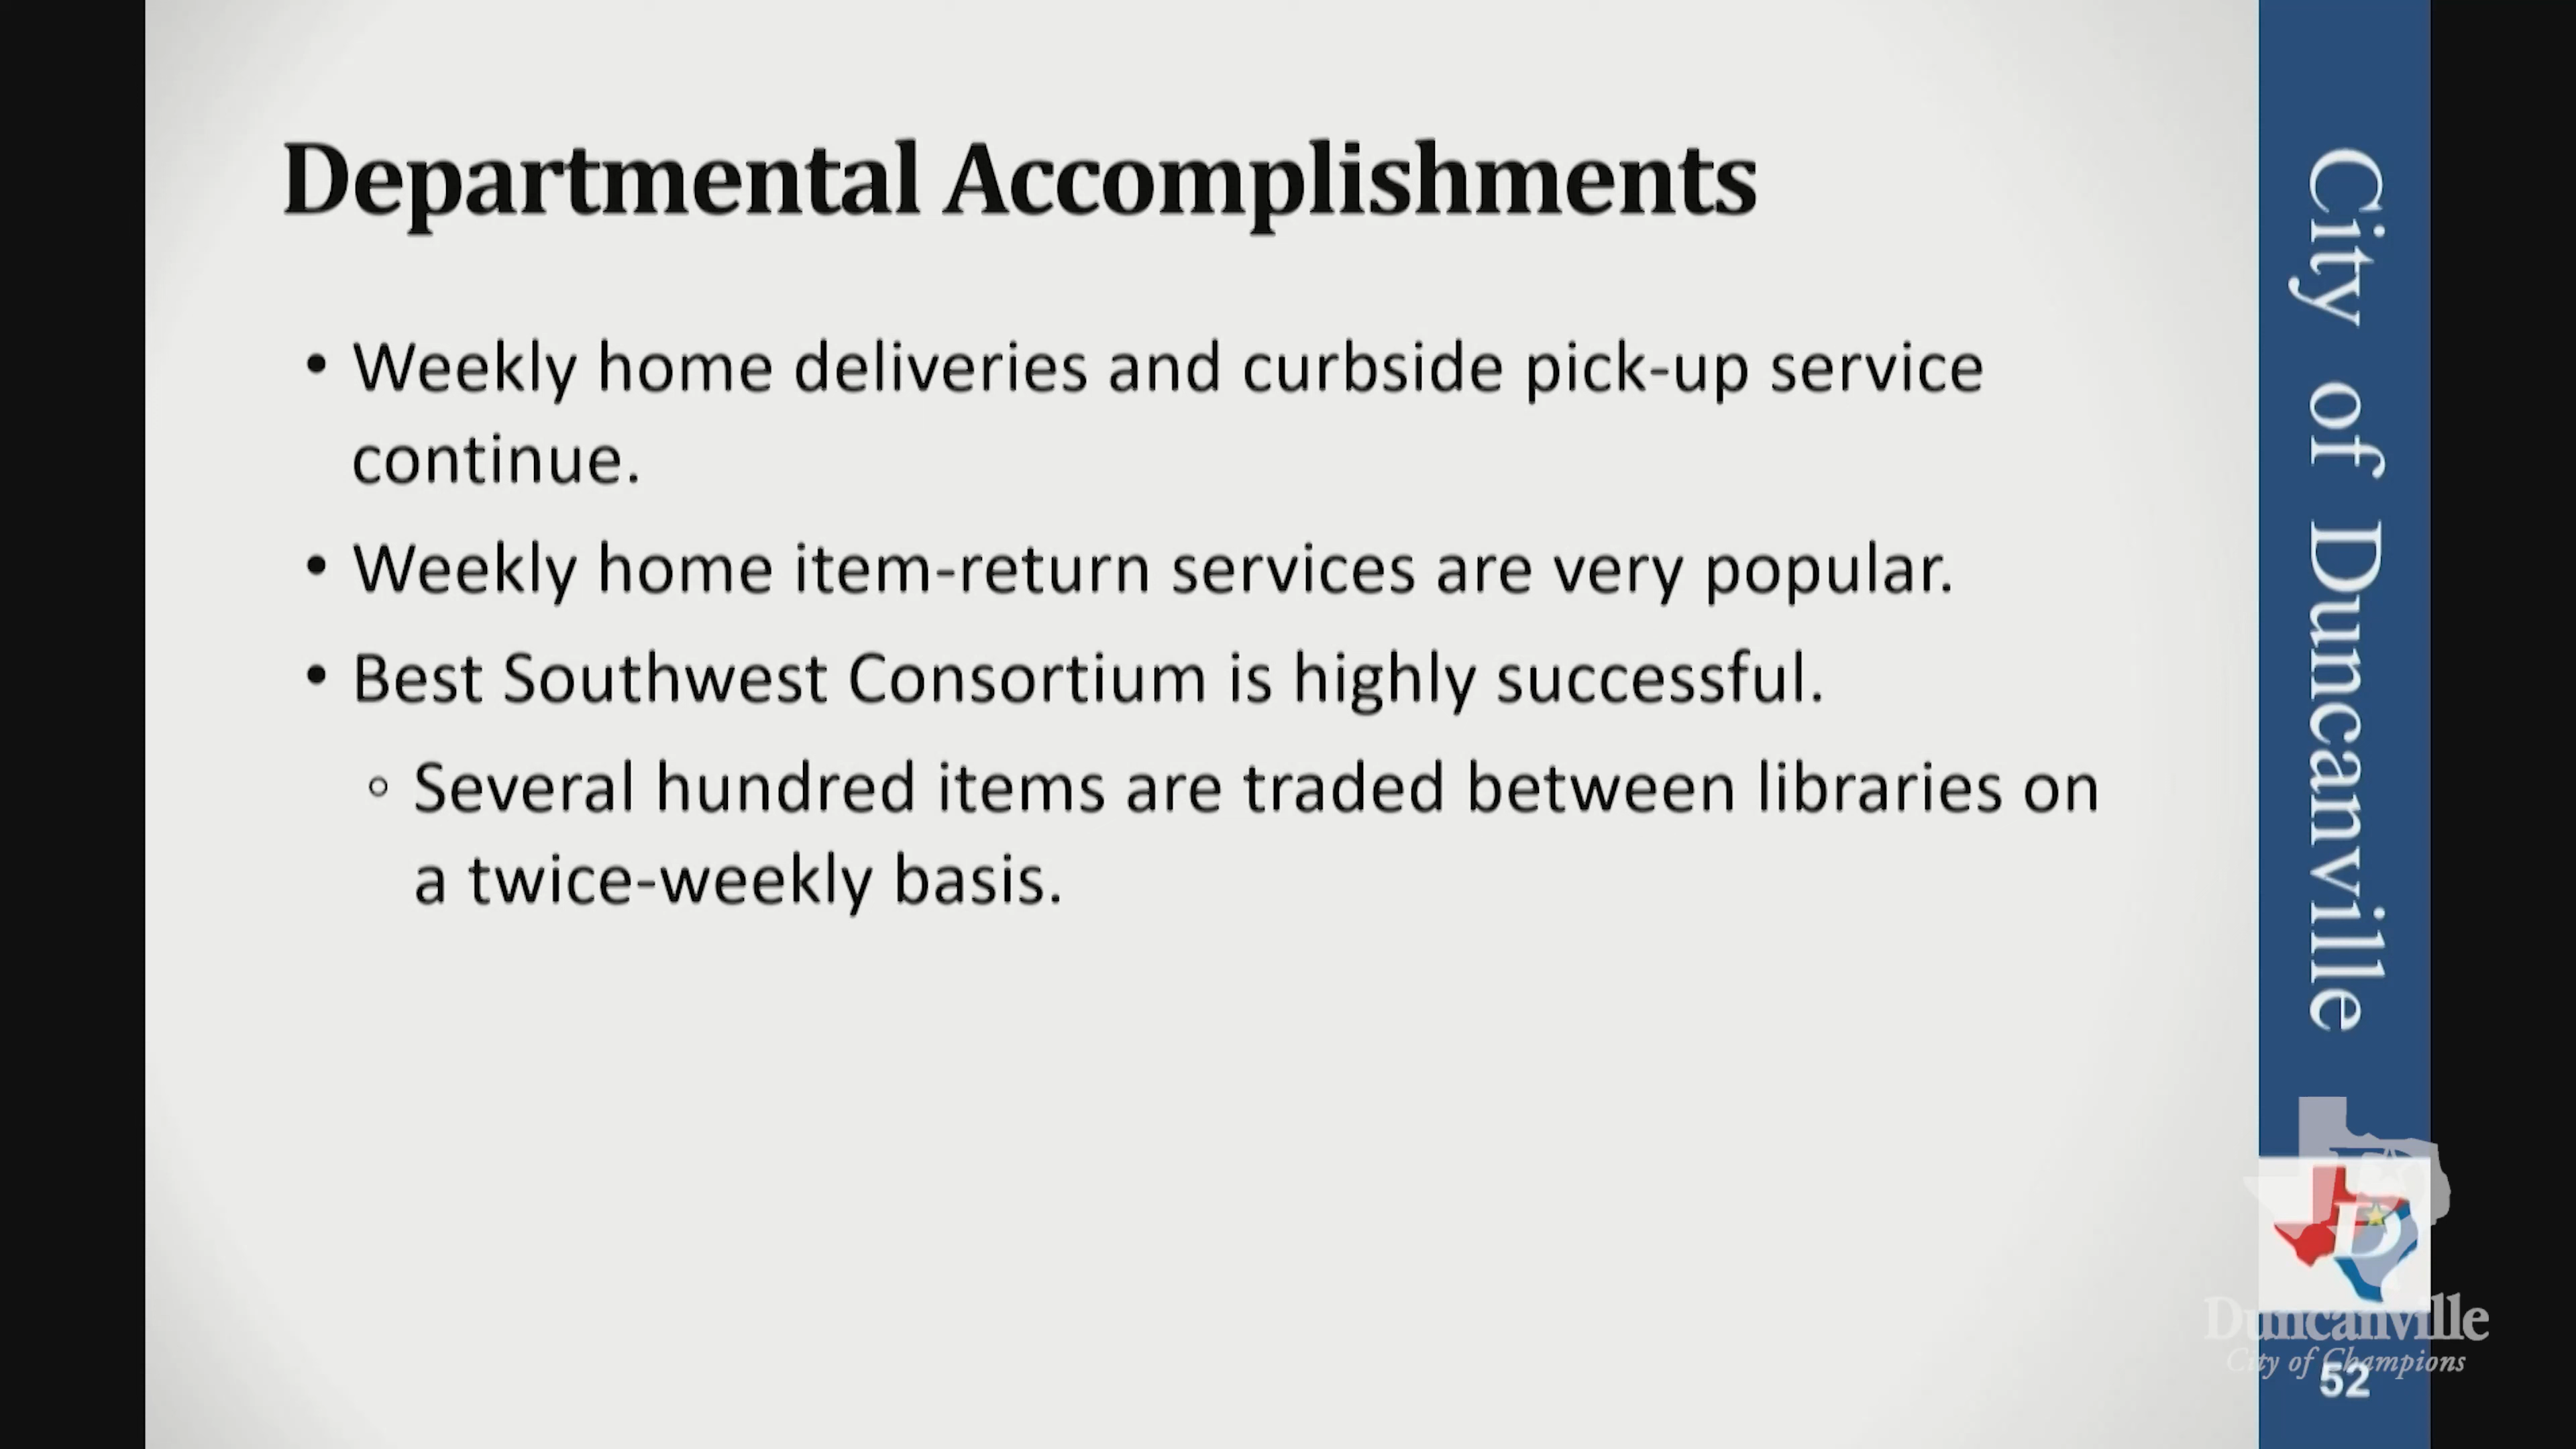 Departmental Accomplishments
• Weekly home deliveries and curbside pick-up service
continue.
• Weekly home item-return services are very popular.
• Best Southwest Consortium is highly successful.
◦ Several hundred items are traded between libraries on
a twice-weekly basis.
City of Duncanville
D
Duncanville
City of Champions
52